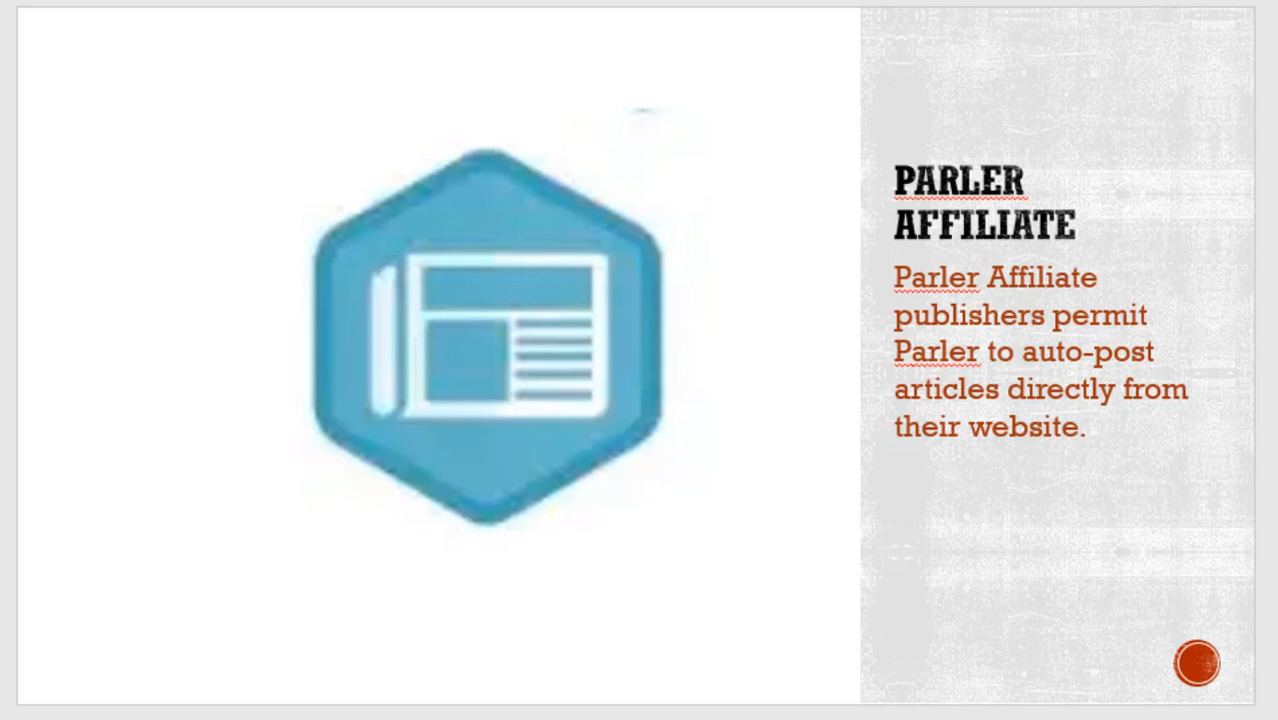 PARLER
AFFILIATE
Parler Affiliate
publishers permit
Parler to auto-post
articles directly from
their website.